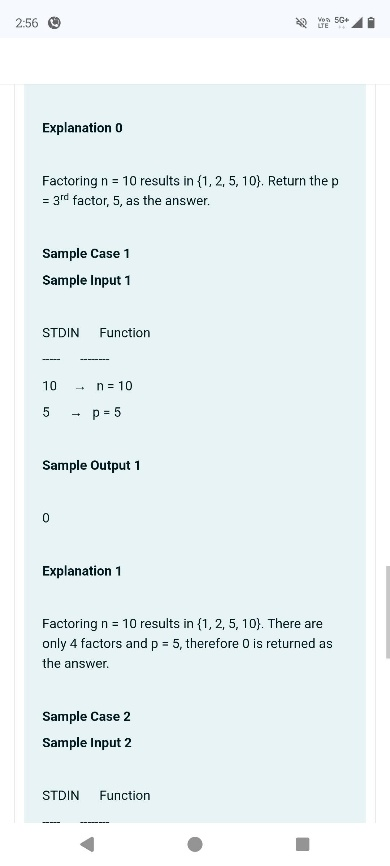 2:56
Vo))
LTE
5G+
Explanation 0
Factoring n = 10 results in {1, 2, 5, 10}. Return the p
= 3rd factor, 5, as the answer.
Sample Case 1
Sample Input 1
STDIN Function
----- --------
10 → n = 10
5 → p = 5
Sample Output 1
0
Explanation 1
Factoring n = 10 results in {1, 2, 5, 10}. There are
only 4 factors and p = 5, therefore 0 is returned as
the answer.
Sample Case 2
Sample Input 2
STDIN Function
----- --------